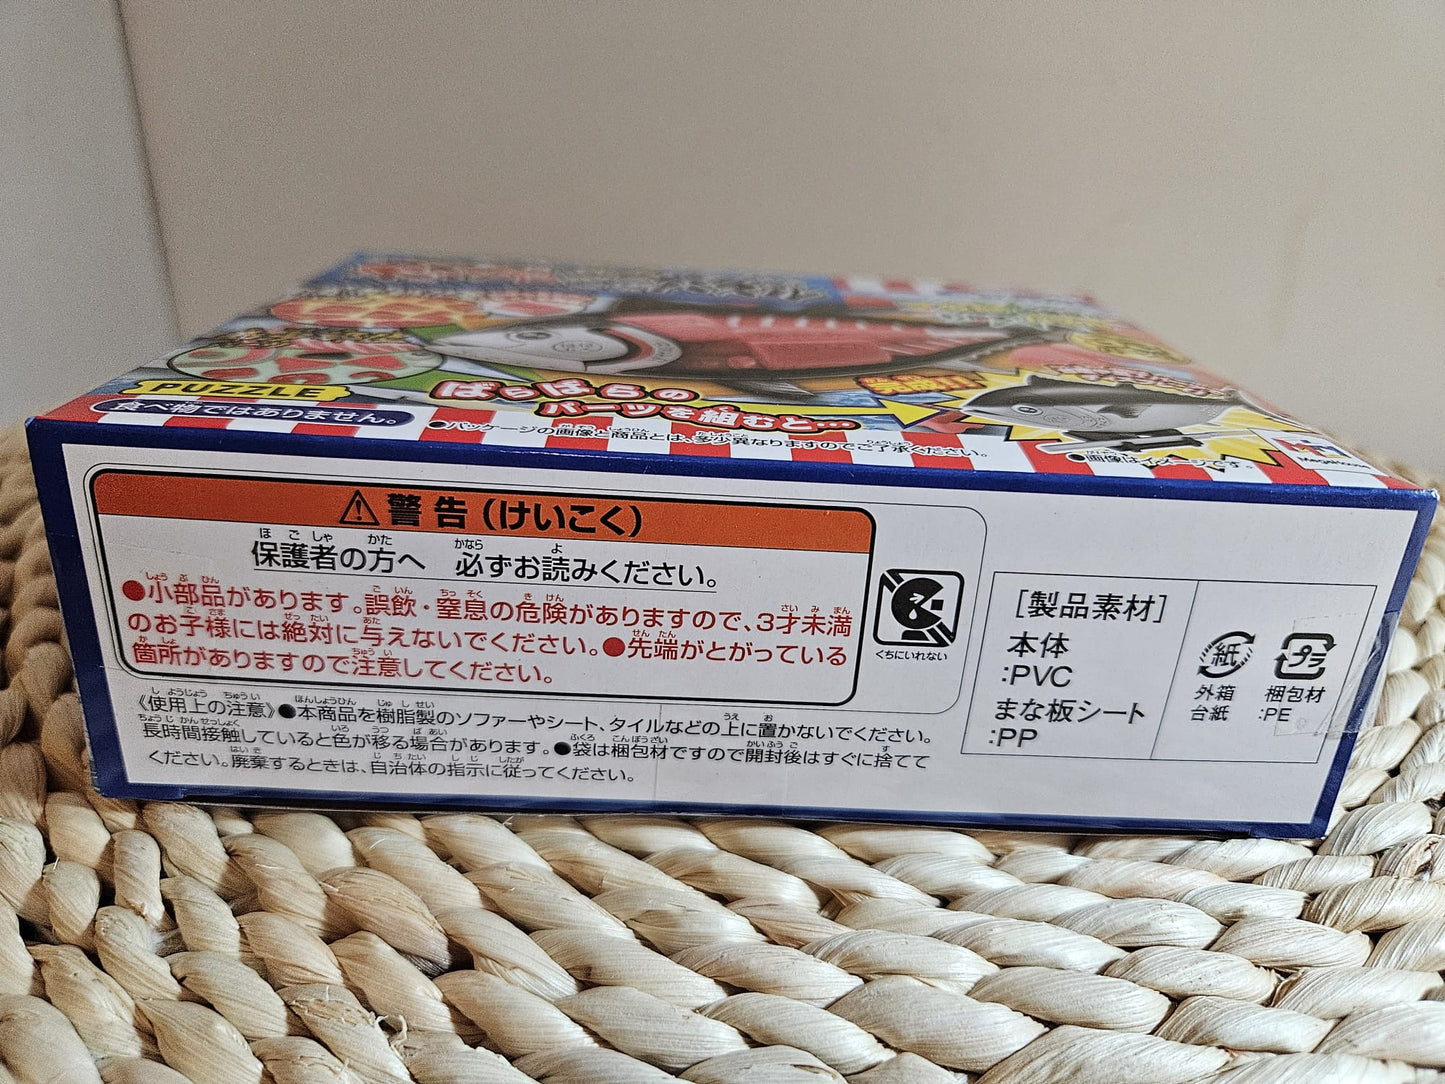 PUZZLE
食べ物ではありません。
ばらばらの
パーツを組むと…
●パッケージの画像と商品とは、多少異なりますのでご了承ください。
●画像はイメージです。
MegaHouse
⚠警告(けいこく)
保護者の方へ 必ずお読みください。
●小部品があります。誤飲・窒息の危険がありますので、3才未満
のお子様には絶対に与えないでください。●先端がとがっている
箇所がありますので注意してください。
くちにいれない
《使用上の注意》●本商品を樹脂製のソファーやシート、タイルなどの上に置かないでください。
長時間接触していると色が移る場合があります。●袋は梱包材ですので開封後はすぐに捨てて
ください。廃棄するときは、自治体の指示に従ってください。
[製品素材]
本体
:PVC
まな板シート
:PP
紙
外箱
台紙
プラ
梱包材
:PE